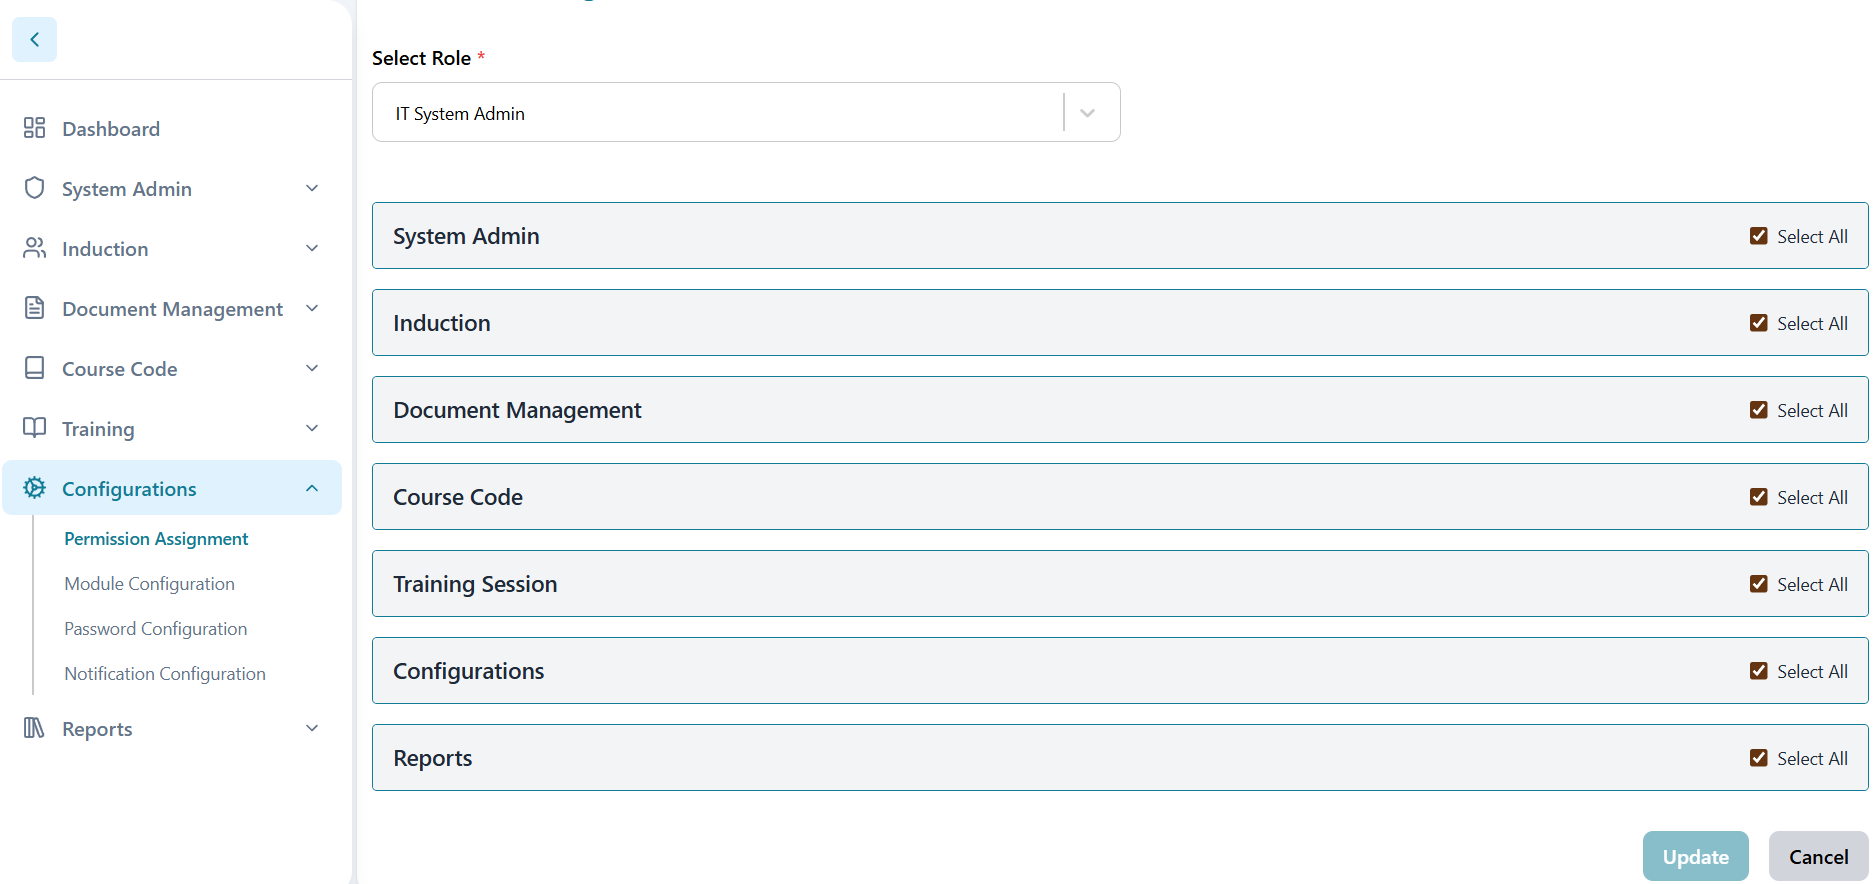 Dashboard
System Admin
Induction
Document Management
Course Code
Training
Configurations
Permission Assignment
Module Configuration
Password Configuration
Notification Configuration
Reports
Select Role *
IT System Admin
System Admin
Select All
Induction
Select All
Document Management
Select All
Course Code
Select All
Training Session
Select All
Configurations
Select All
Reports
Select All
Update
Cancel